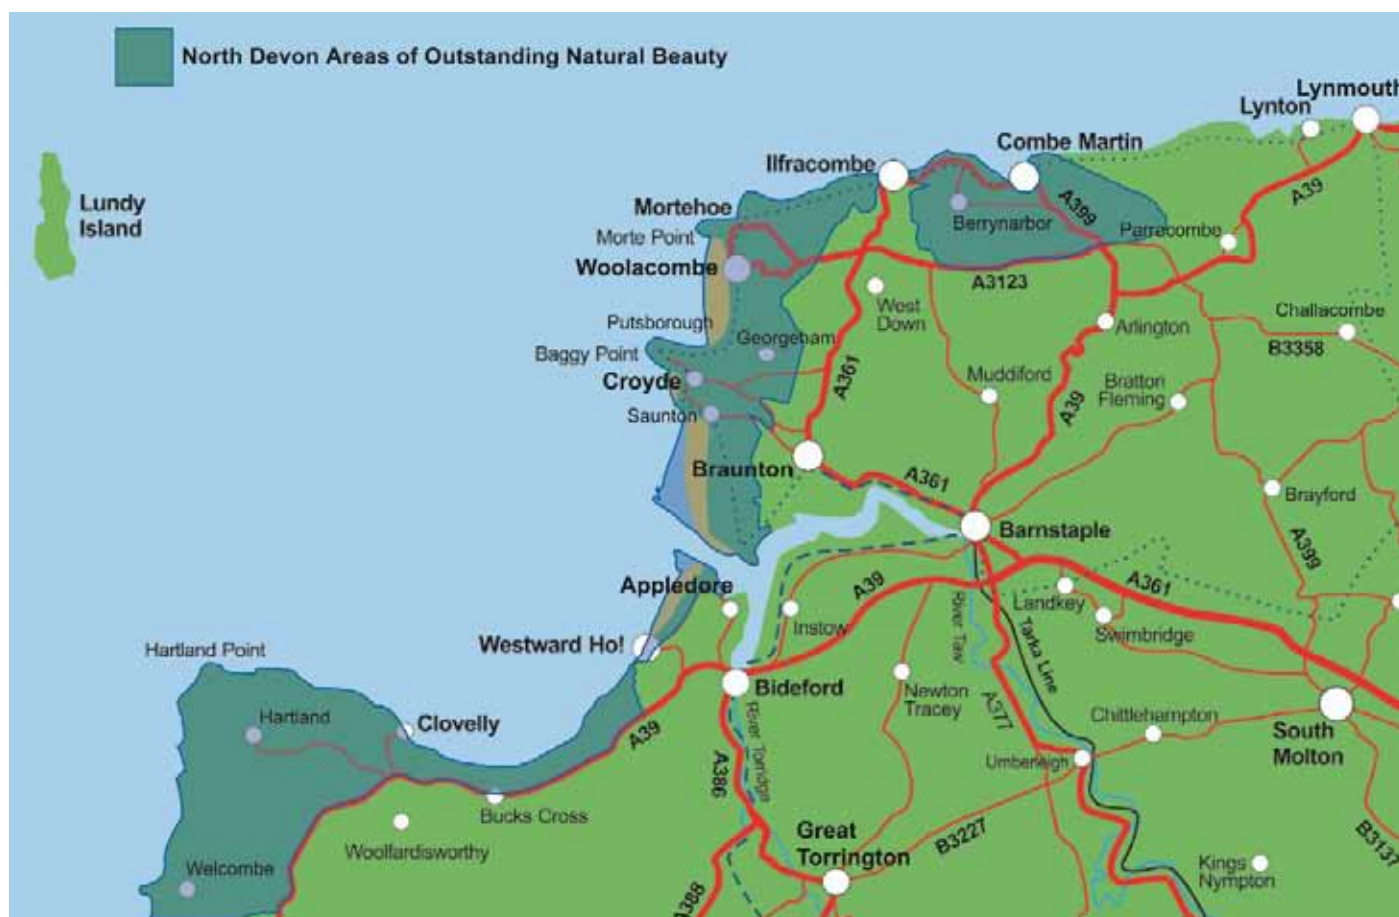 North Devon Areas of Outstanding Natural Beauty
Lynmouth
Lynton
Combe Martin
Ilfracombe
A39
Lundy
Island
Mortehoe
A399
Berrynarbor
Parracombe
Morte Point
Woolacombe
A3123
West
Down
Challacombe
Putsborough
Arlington
Georgeham
B3358
Baggy Point
Croyde
A361
Muddiford
Bratton
Fleming
A39
Saunton
Braunton
A361
Brayford
Barnstaple
A399
Appledore
A39
A361
Landkey
Instow
River Taw
Tarka Line
Swimbridge
Westward Ho!
Hartland Point
Bideford
Newton
Tracey
A377
Chittlehampton
South
Molton
Hartland
Clovelly
A39
River Torridge
A386
Umberleigh
Bucks Cross
Woolfardisworthy
Great
Torrington
B3227
B3137
Welcombe
Kings
Nympton
A388